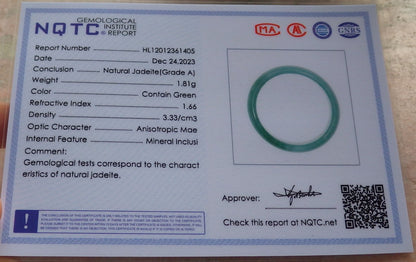 NQTC GEMOLOGICAL INSTITUTE ®REPORT
MA
GNBS
Report Number HL12012361405
Date Dec 24,2023
Conclusion Natural Jadeite(Grade A)
Weight 1.81g
Color Contain Green
Refractive Index 1.66
Density 3.33/cm3
Optic Character Anisotropic Mae
Internal Feature Mineral Inclusi
Comment:
Gemological tests correspond to the charact
eristics of natural jadeite.
Approver:
Check this report at NQTC.net
!